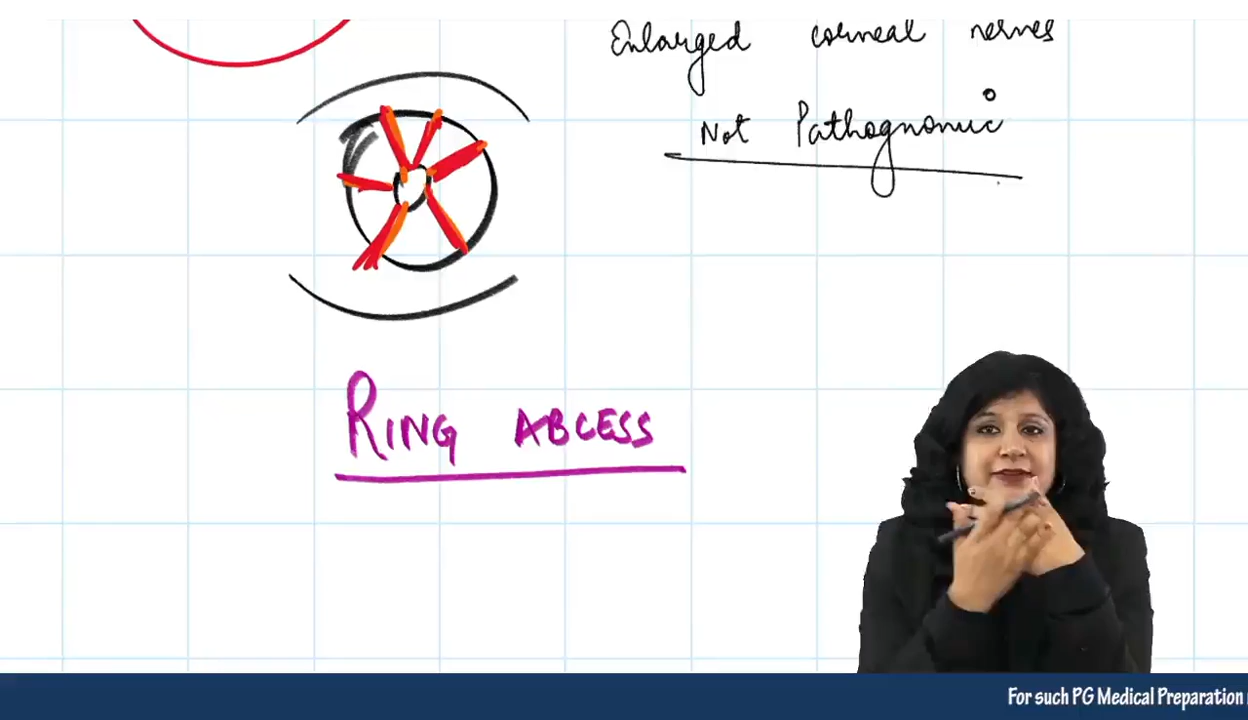 Enlarged corneal nerves
Not Pathognomic
RING ABCESS
For such PG Medical Preparation